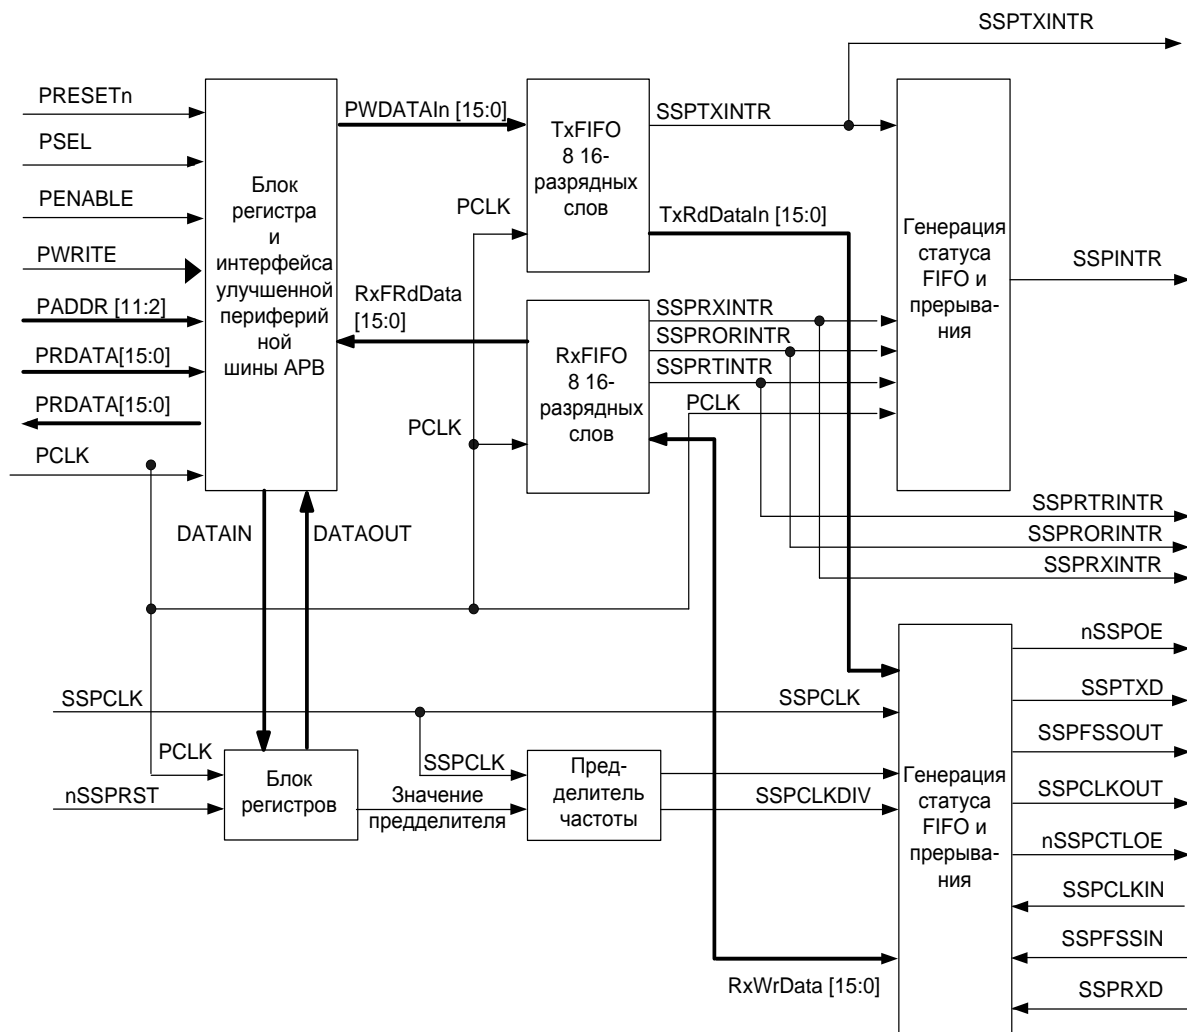 SSPTXINTR
PRESETn
PSEL
PENABLE
PWRITE
PADDR [11:2]
PRDATA[15:0]
PRDATA[15:0]
PCLK
Блок
регистра
и
интерфейса
улучшенной
периферий
ной
шины APB
PWDATAIn [15:0]
PCLK
RxFRdData
[15:0]
PCLK
TxFIFO
8 16-
разрядных
слов
RxFIFO
8 16-
разрядных
слов
SSPTXINTR
TxRdDataIn [15:0]
SSPRXINTR
SSPRORINTR
SSPRTINTR
PCLK
Генерация
статуса
FIFO и
прерыва-
ния
SSPINTR
SSPRTRINTR
SSPRORINTR
SSPRXINTR
DATAIN
DATAOUT
SSPCLK
SSPCLK
PCLK
nSSPRST
Блок
регистров
SSPCLK
Значение
предделителя
Пред-
делитель
частоты
SSPCLKDIV
Генерация
статуса
FIFO и
прерыва-
ния
nSSPOE
SSPTXD
SSPFSSOUT
SSPCLKOUT
nSSPCTLOE
SSPCLKIN
SSPFSSIN
SSPRXD
RxWrData [15:0]